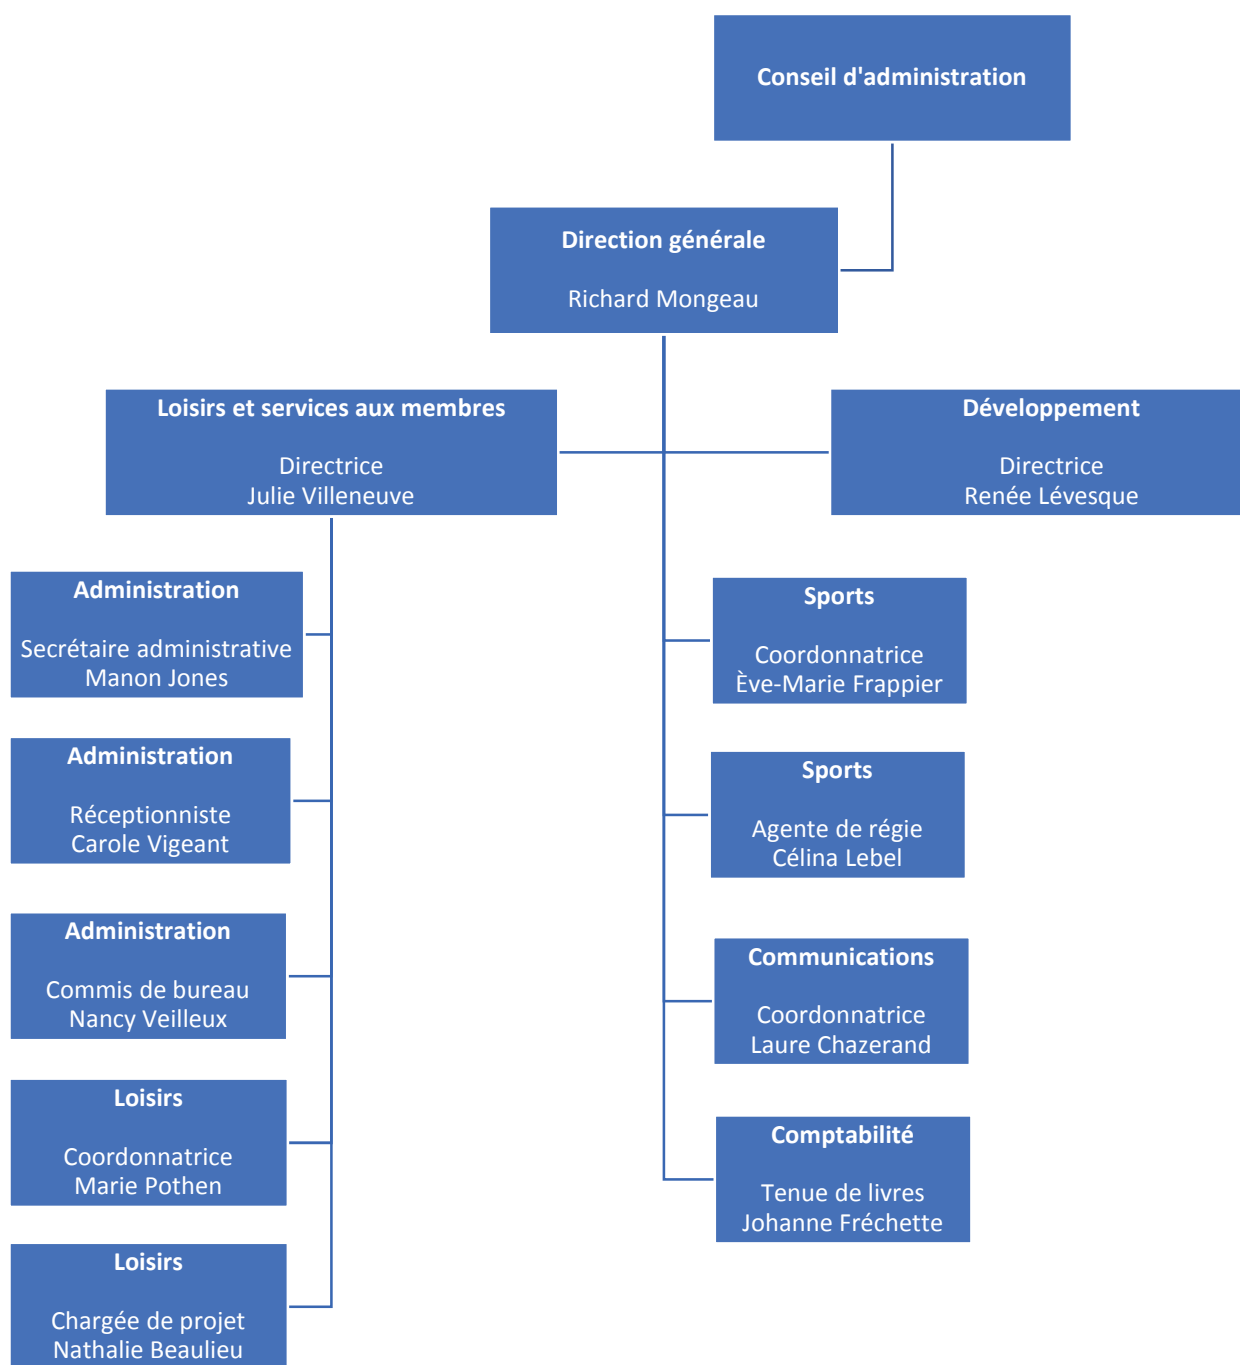 Conseil d'administration
Direction générale
Richard Mongeau
Loisirs et services aux membres
Directrice
Julie Villeneuve
Développement
Directrice
Renée Lévesque
Administration
Secrétaire administrative
Manon Jones
Administration
Réceptionniste
Carole Vigeant
Administration
Commis de bureau
Nancy Veilleux
Loisirs
Coordonnatrice
Marie Pothen
Loisirs
Chargée de projet
Nathalie Beaulieu
Sports
Coordonnatrice
Ève-Marie Frappier
Sports
Agente de régie
Célina Lebel
Communications
Coordonnatrice
Laure Chazerand
Comptabilité
Tenue de livres
Johanne Fréchette